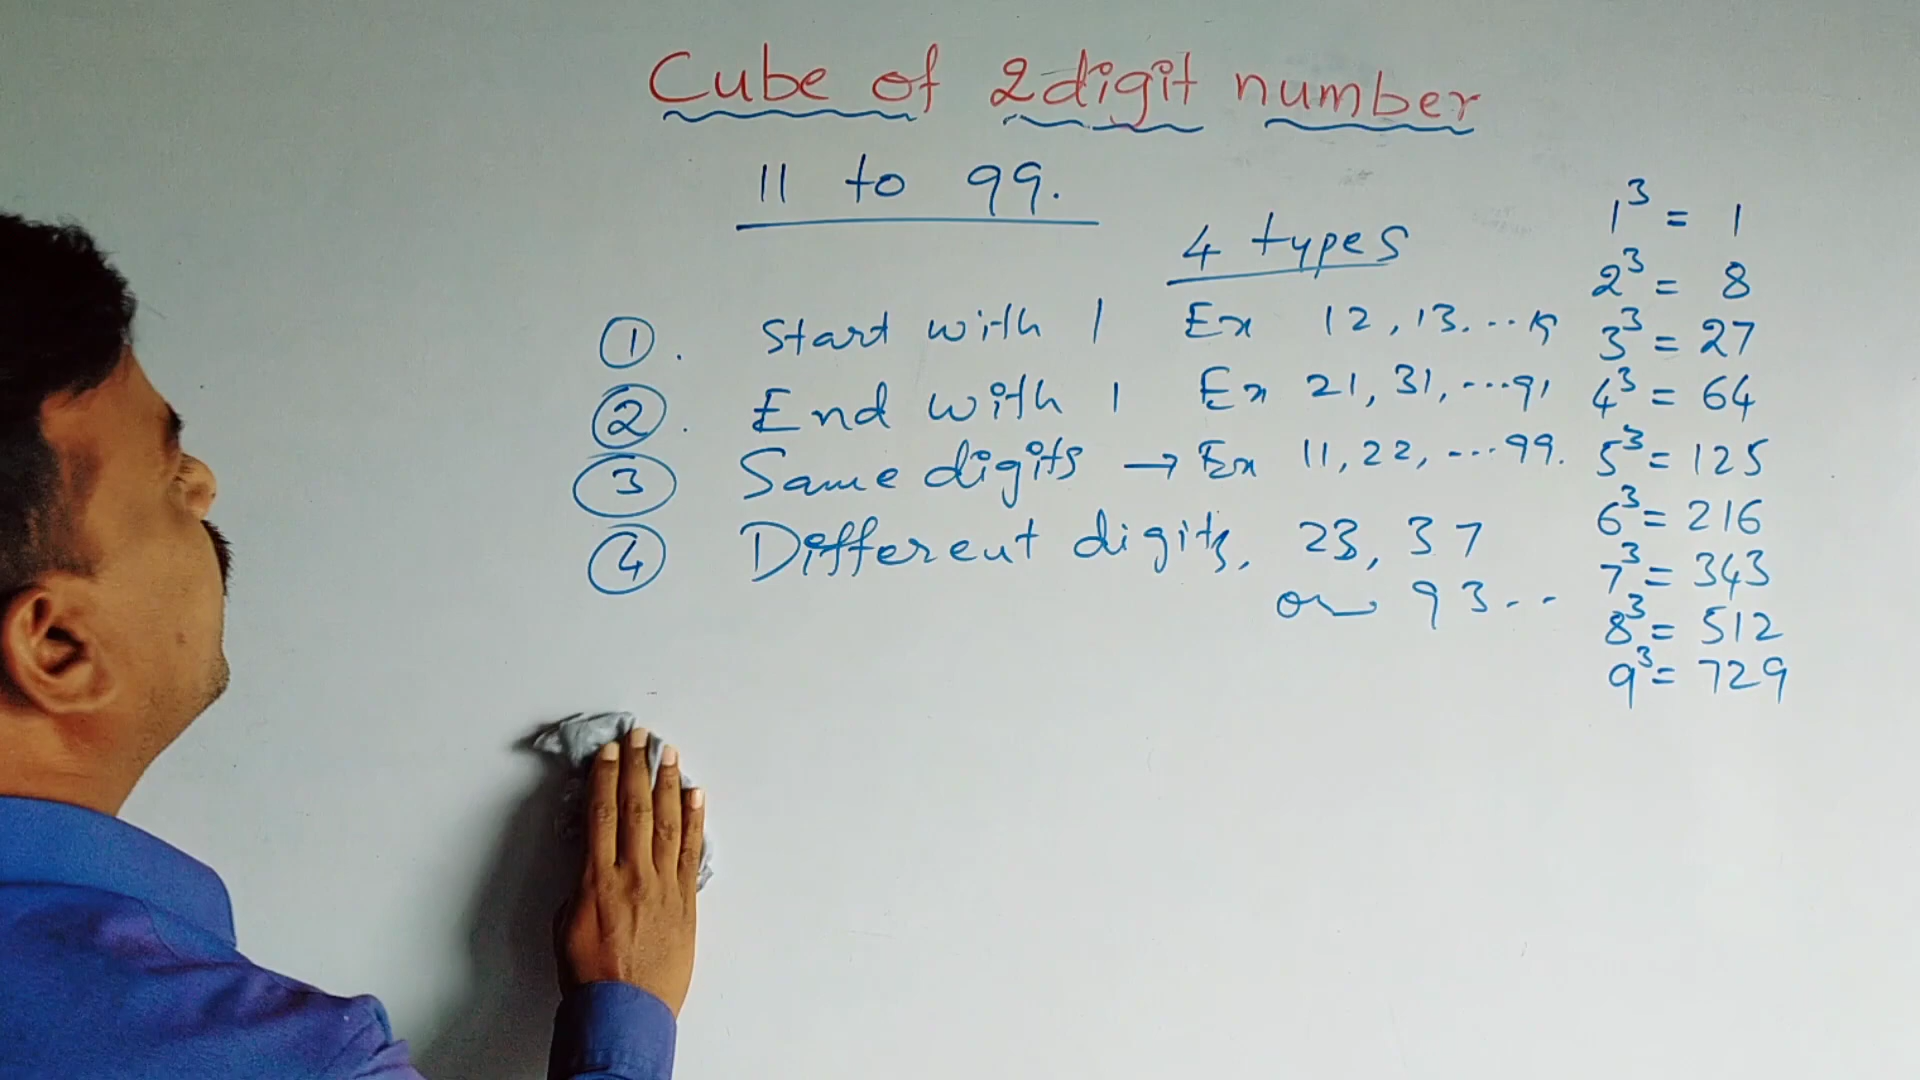 Cube of 2 digit number
11 to 99.
4 types
1. Start with 1 Ex 12, 13, ...19
2. End with 1 Ex 21, 31, ...91
3 Same digits → Ex 11, 22, ...99.
4 Different digits, 23, 37
or 93..
1³ = 1
2³ = 8
3³ = 27
4³ = 64
5³ = 125
6³ = 216
7³ = 343
8³ = 512
9³ = 729